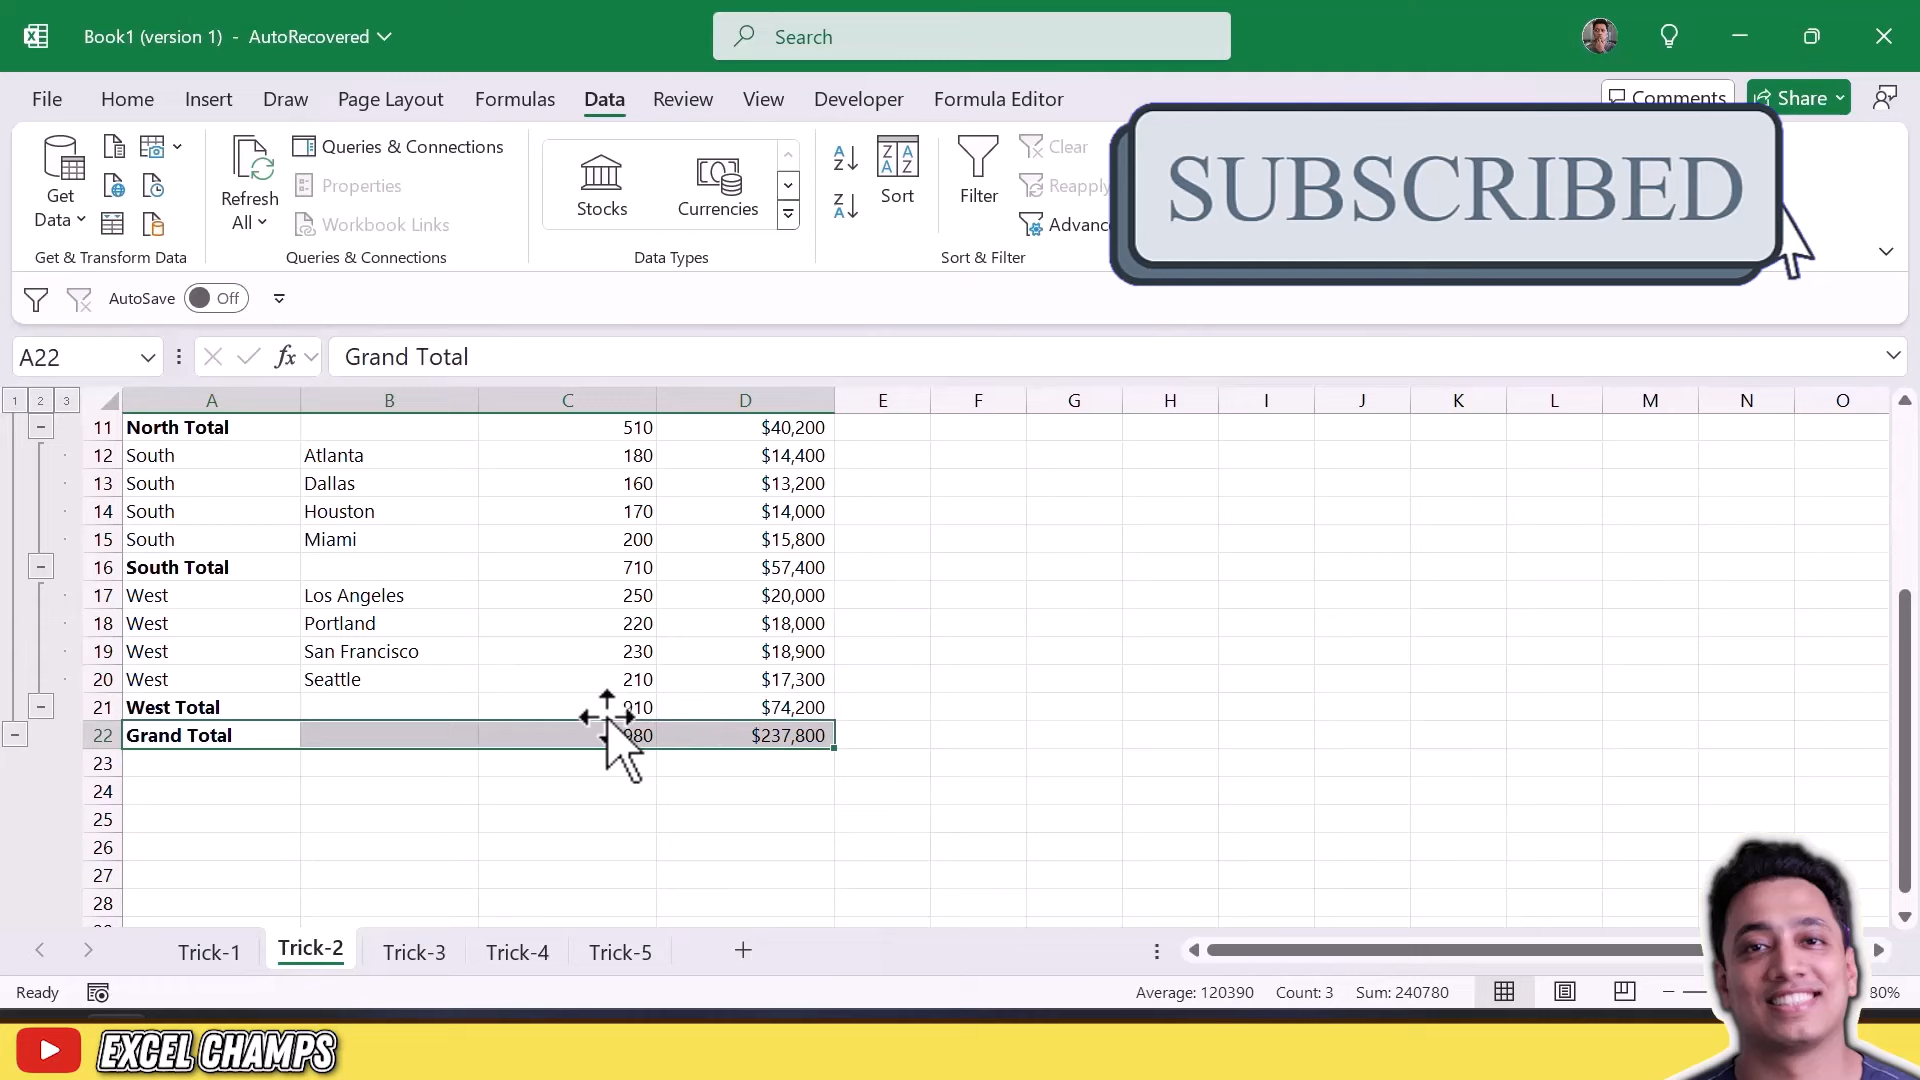 Book1 (version 1) - AutoRecovered
Search
File Home Insert Draw Page Layout Formulas Data Review View Developer Formula Editor
Comments Share
Get Data
Refresh All
Queries & Connections
Properties
Workbook Links
Stocks
Currencies
Sort
Filter
Clear
Reapply
SUBSCRIBED
Get & Transform Data Queries & Connections Data Types Sort & Filter
AutoSave Off
A22 fx Grand Total
1 2 3 A B C D E F G H I J K L M N O
11 North Total 510 $40,200
12 South Atlanta 180 $14,400
13 South Dallas 160 $13,200
14 South Houston 170 $14,000
15 South Miami 200 $15,800
16 South Total 710 $57,400
17 West Los Angeles 250 $20,000
18 West Portland 220 $18,000
19 West San Francisco 230 $18,900
20 West Seattle 210 $17,300
21 West Total 910 $74,200
22 Grand Total $237,800
23
24
25
26
27
28
Trick-1 Trick-2 Trick-3 Trick-4 Trick-5
Ready Average: 120390 Count: 3 Sum: 240780 80%
EXCEL CHAMPS